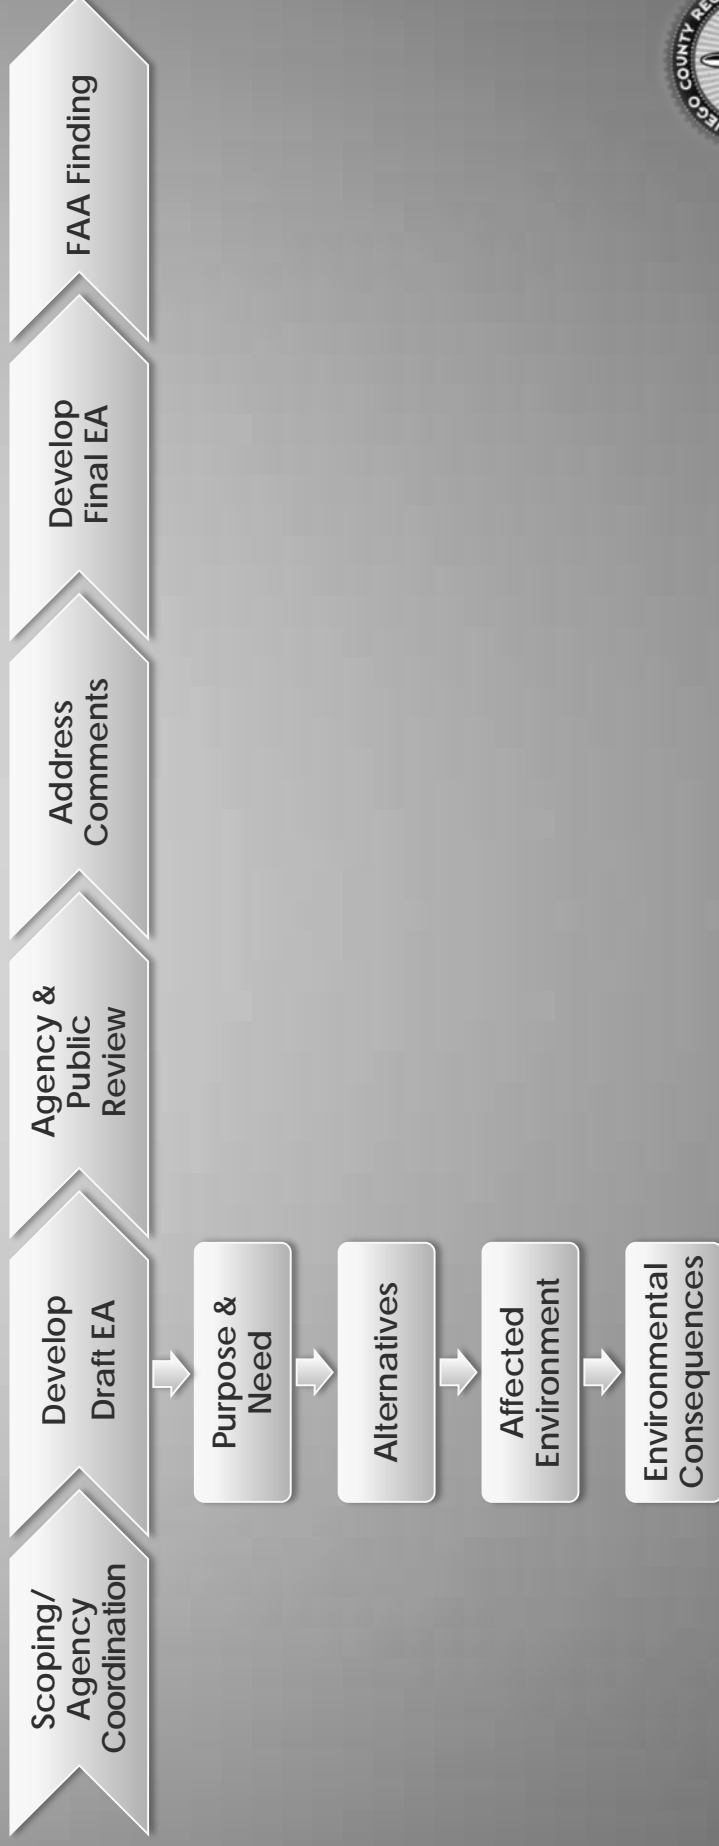 Scoping/
Agency
Coordination
Develop
Draft EA
Agency &
Public
Review
Address
Comments
Develop
Final EA
FAA Finding
Purpose &
Need
Alternatives
Affected
Environment
Environmental
Consequences
COUNTY